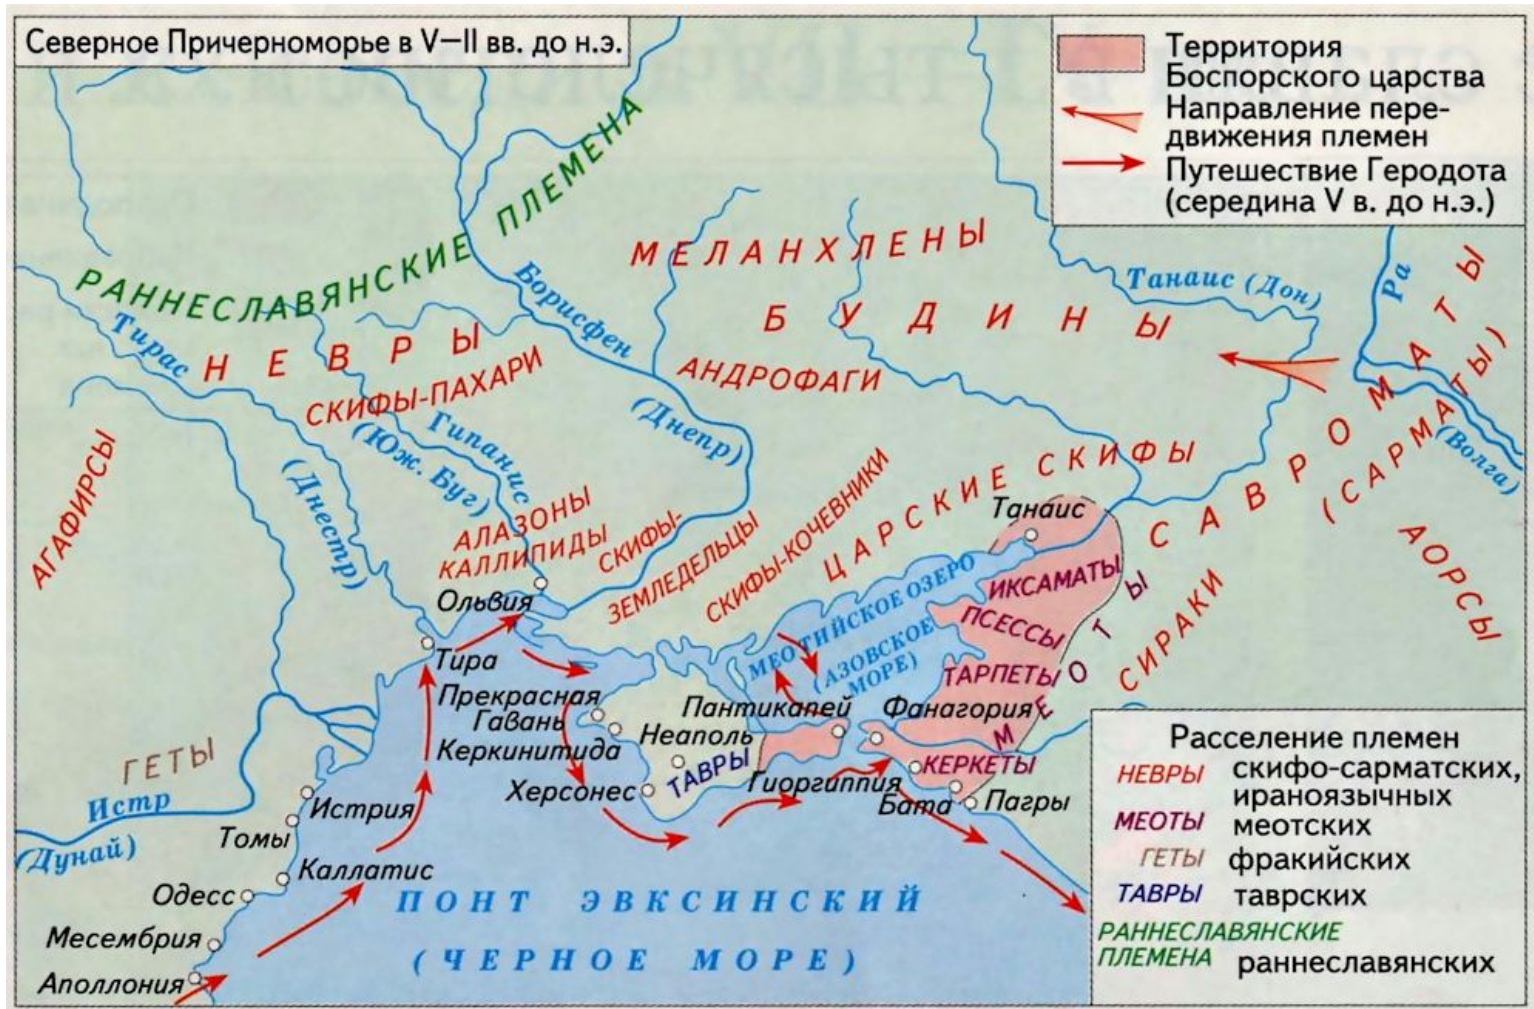 Северное Причерноморье в V–II вв. до н.э.
Территория
Боспорского царства
Направление пере-
движения племен
Путешествие Геродота
(середина V в. до н.э.)
РАННЕСЛАВЯНСКИЕ ПЛЕМЕНА
МЕЛАНХЛЕНЫ
БУДИНЫ
Танаис (Дон)
Ра
(Волга)
Борисфен
(Днепр)
Тирас
(Днестр)
НЕВРЫ
СКИФЫ-ПАХАРИ
АНДРОФАГИ
Гипанис
(Юж. Буг)
АГАФИРСЫ
АЛАЗОНЫ
КАЛЛИПИДЫ
СКИФЫ-
ЗЕМЛЕДЕЛЬЦЫ
СКИФЫ-КОЧЕВНИКИ
ЦАРСКИЕ СКИФЫ
САВРОМАТЫ
(САРМАТЫ)
АОРСЫ
СИРАКИ
Танаис
ИКСАМАТЫ
ПСЕССЫ
ТАРПЕТЫ
МЕОТЫ
КЕРКЕТЫ
МЕОТИЙСКОЕ ОЗЕРО
(АЗОВСКОЕ
МОРЕ)
Ольвия
Тира
Прекрасная
Гавань
Керкинитида
Неаполь
ТАВРЫ
Херсонес
Пантикапей
Фанагория
Гиоргиппия
Бата
Пагры
ГЕТЫ
Истр
(Дунай)
Истрия
Томы
Каллатис
Одесс
Месембрия
Аполлония
ПОНТ ЭВКСИНСКИЙ
(ЧЕРНОЕ МОРЕ)
Расселение племен
НЕВРЫ скифо-сарматских,
ираноязычных
МЕОТЫ меотских
ГЕТЫ фракийских
ТАВРЫ таврских
РАННЕСЛАВЯНСКИЕ
ПЛЕМЕНА раннеславянских